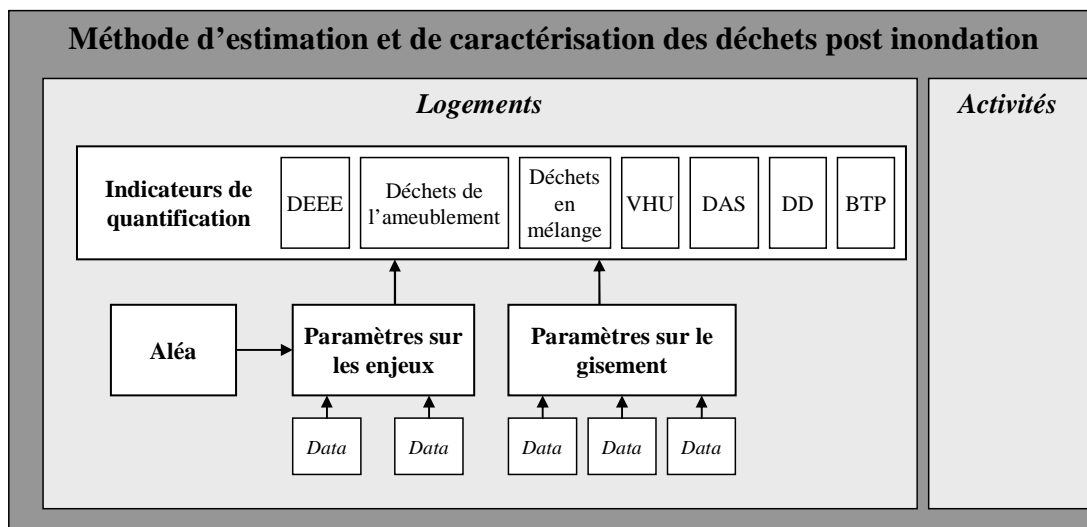 Méthode d'estimation et de caractérisation des déchets post inondation
Logements
Activités
Indicateurs de
quantification
DEEE
Déchets de
l'ameublement
Déchets
en
mélange
VHU
DAS
DD
BTP
Aléa
Paramètres sur
les enjeux
Paramètres sur le
gisement
Data
Data
Data
Data
Data